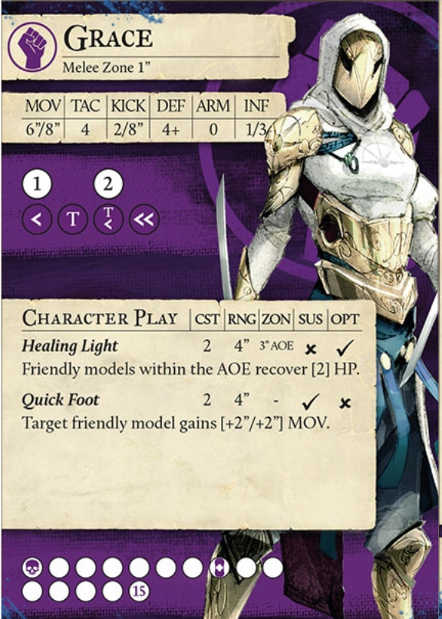 GRACE
Melee Zone 1"
MOV TAC KICK DEF ARM INF
6"/8" 4 2/8" 4+ 0 1/3
1 2
< T T < <<
CHARACTER PLAY CST RNG ZON SUS OPT
Healing Light 2 4" 3" AOE ✘ ✓
Friendly models within the AOE recover [2] HP.
Quick Foot 2 4" - ✓ ✘
Target friendly model gains [+2"/+2"] MOV.
15